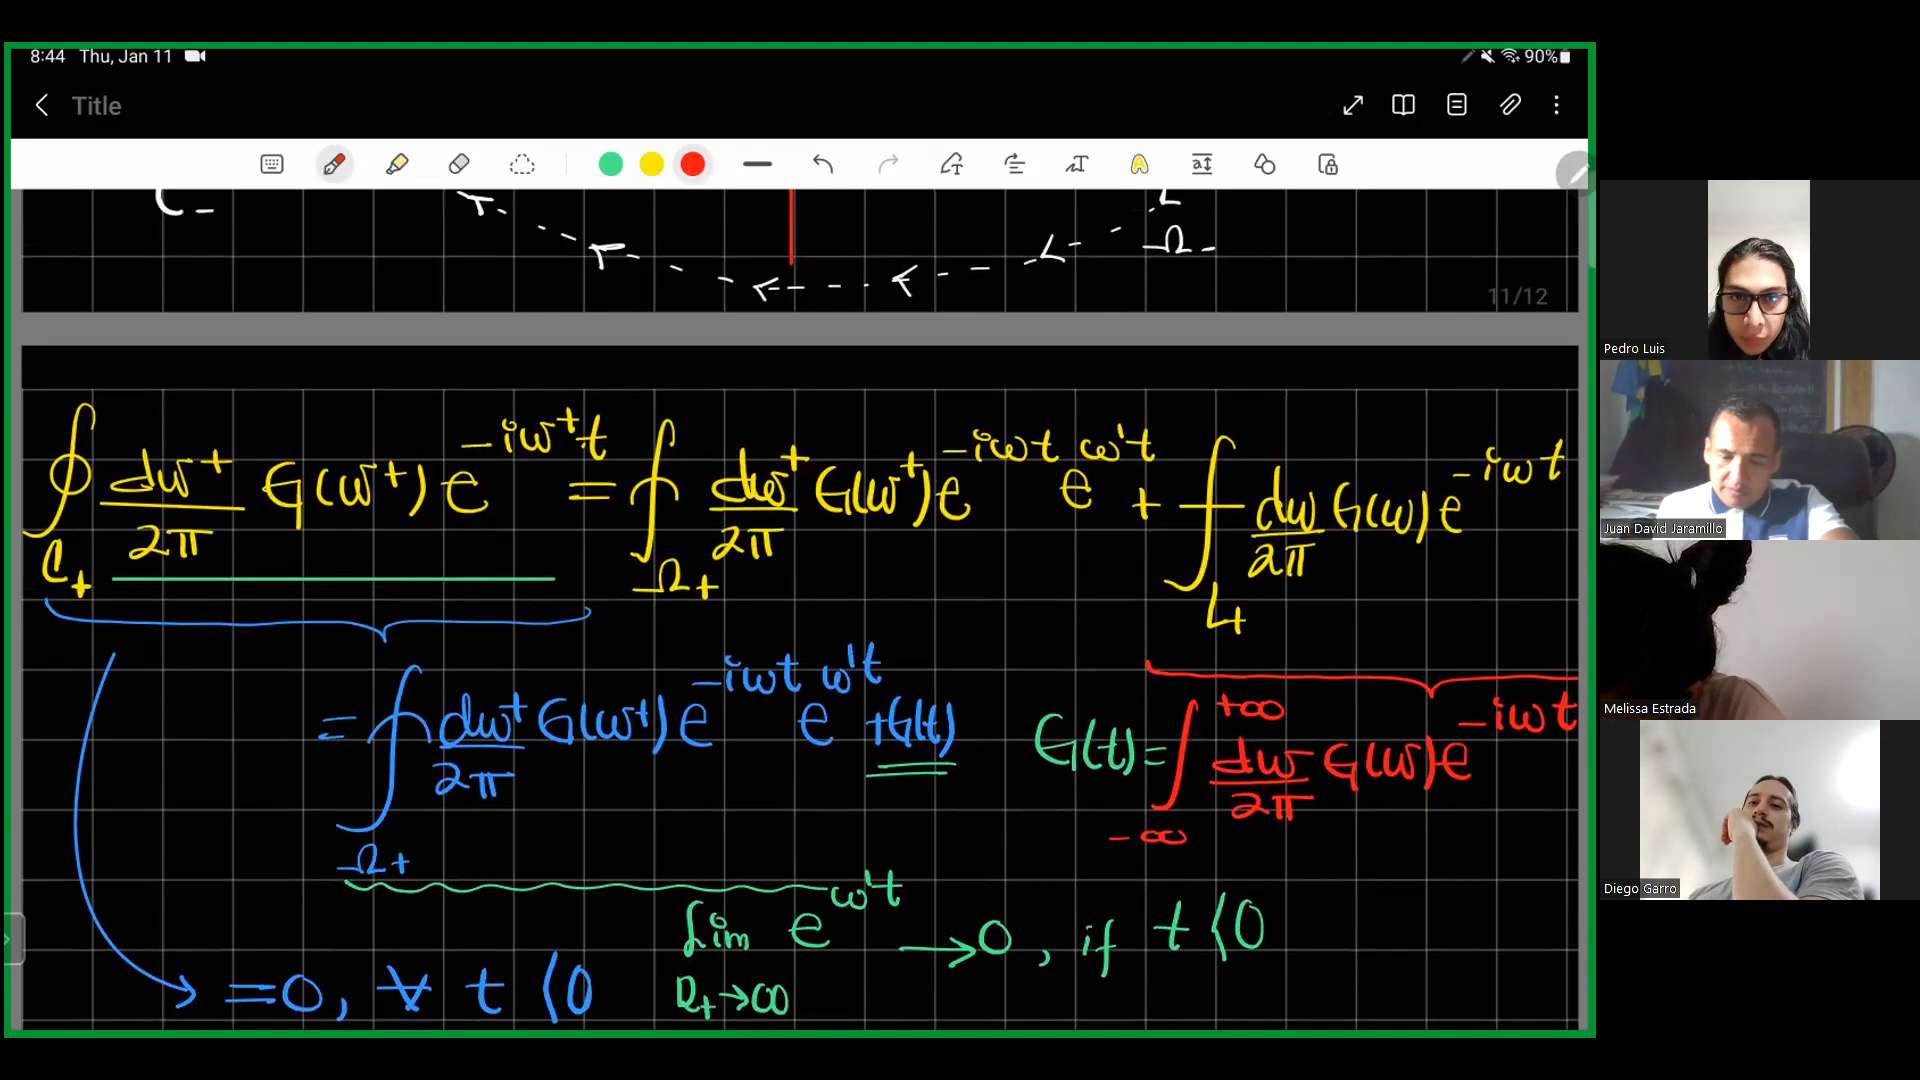 8:44 Thu, Jan 11 90%
Title
C-
Ω-
11/12
∮_{C+} dω⁺/2π G(ω⁺) e^{-iω⁺t} = ∫_{Ω+} dω⁺/2π G(ω⁺) e^{-iωt} e^{ω't} + ∫_{L} dω/2π G(ω) e^{-iωt}
= ∫_{Ω+} dω⁺/2π G(ω⁺) e^{-iωt} e^{ω't} + G(t)
G(t) = ∫_{-∞}^{+∞} dω/2π G(ω) e^{-iωt}
lim_{Ω+→∞} e^{ω't} → 0, if t < 0
= 0, ∀ t < 0
Pedro Luis
Juan David Jaramillo
Melissa Estrada
Diego Garro